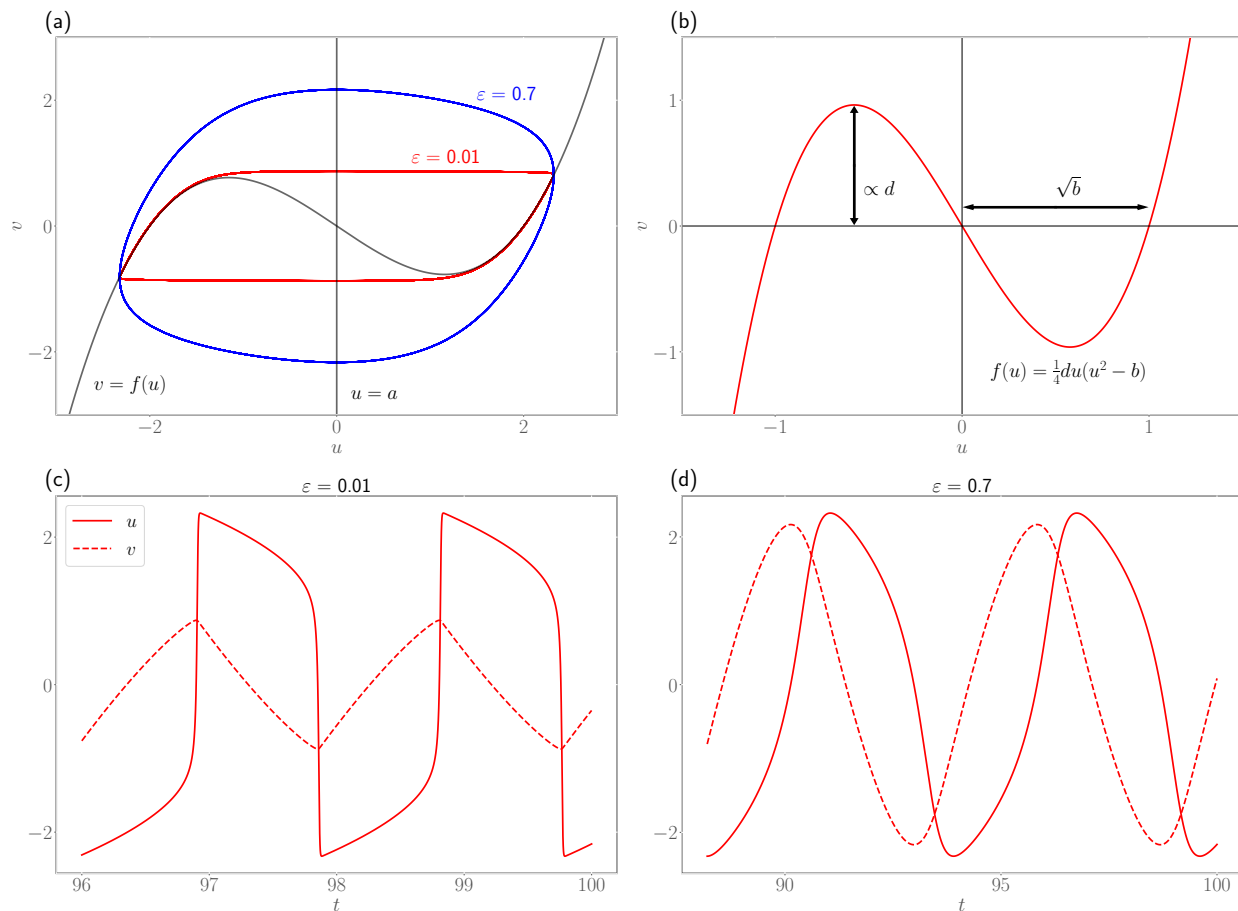 (a)
ε = 0.7
ε = 0.01
v = f(u)
u = a
2
0
−2
v
−2
0
2
u
(b)
∝ d
√b
f(u) = ¼du(u² − b)
1
0
−1
v
−1
0
1
u
(c)
ε = 0.01
u
v
2
0
−2
96
97
98
99
100
t
(d)
ε = 0.7
2
0
−2
90
95
100
t